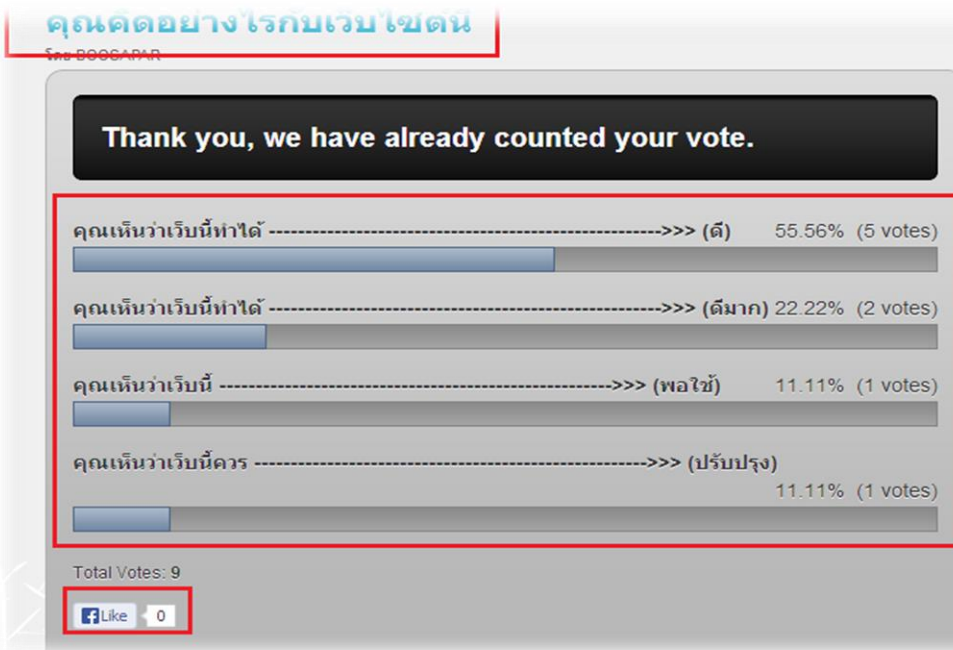 คุณคิดอย่างไรกับเว็บไซต์นี้
โดย BOOSAPAR
Thank you, we have already counted your vote.
คุณเห็นว่าเว็บนี้ทำได้ ------------------------------------------------------>>> (ดี) 55.56% (5 votes)
คุณเห็นว่าเว็บนี้ทำได้ ------------------------------------------------------>>> (ดีมาก) 22.22% (2 votes)
คุณเห็นว่าเว็บนี้ ------------------------------------------------------>>> (พอใช้) 11.11% (1 votes)
คุณเห็นว่าเว็บนี้ควร ------------------------------------------------------>>> (ปรับปรุง)
11.11% (1 votes)
Total Votes: 9
Like 0